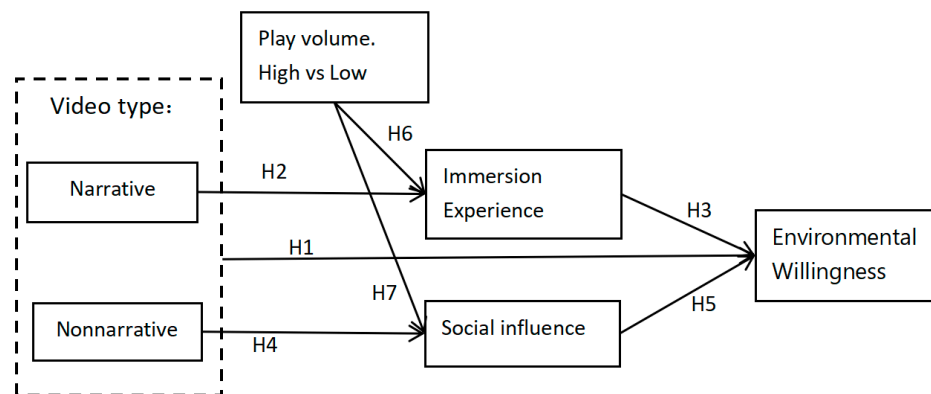 Play volume.
High vs Low
Video type：
H6
Narrative
H2
Immersion
Experience
H3
H1
Environmental
Willingness
H7
Nonnarrative
H4
Social influence
H5